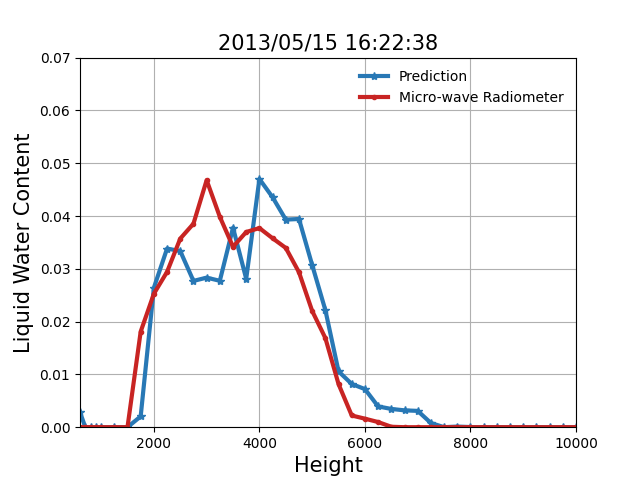 2013/05/15 16:22:38
0.07
0.06
0.05
0.04
0.03
0.02
0.01
0.00
Liquid Water Content
Prediction
Micro-wave Radiometer
2000 4000 6000 8000 10000
Height